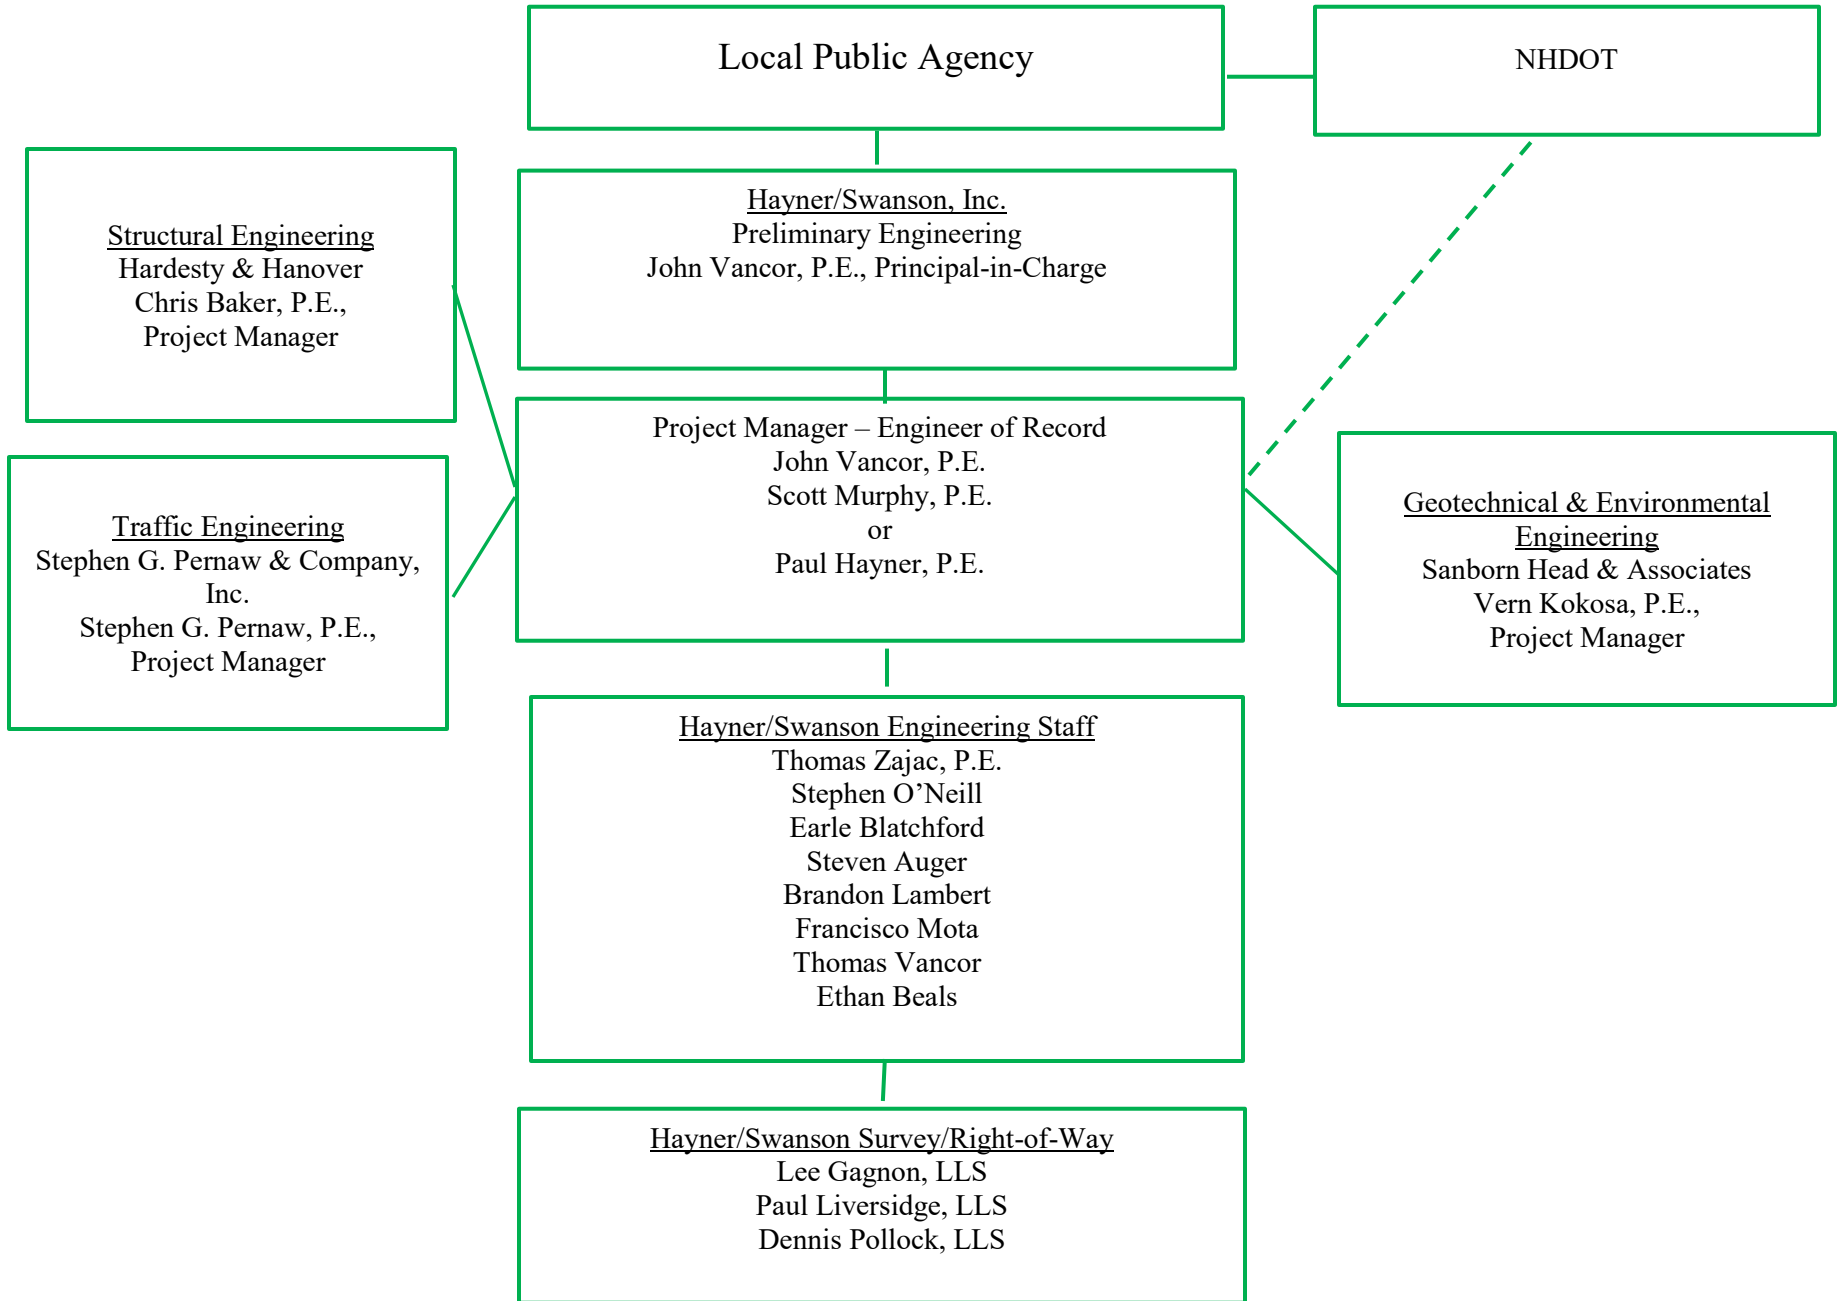 Local Public Agency
NHDOT
Hayner/Swanson, Inc.
Preliminary Engineering
John Vancor, P.E., Principal-in-Charge
Structural Engineering
Hardesty & Hanover
Chris Baker, P.E.,
Project Manager
Project Manager – Engineer of Record
John Vancor, P.E.
Scott Murphy, P.E.
or
Paul Hayner, P.E.
Traffic Engineering
Stephen G. Pernaw & Company,
Inc.
Stephen G. Pernaw, P.E.,
Project Manager
Geotechnical & Environmental
Engineering
Sanborn Head & Associates
Vern Kokosa, P.E.,
Project Manager
Hayner/Swanson Engineering Staff
Thomas Zajac, P.E.
Stephen O’Neill
Earle Blatchford
Steven Auger
Brandon Lambert
Francisco Mota
Thomas Vancor
Ethan Beals
Hayner/Swanson Survey/Right-of-Way
Lee Gagnon, LLS
Paul Liversidge, LLS
Dennis Pollock, LLS